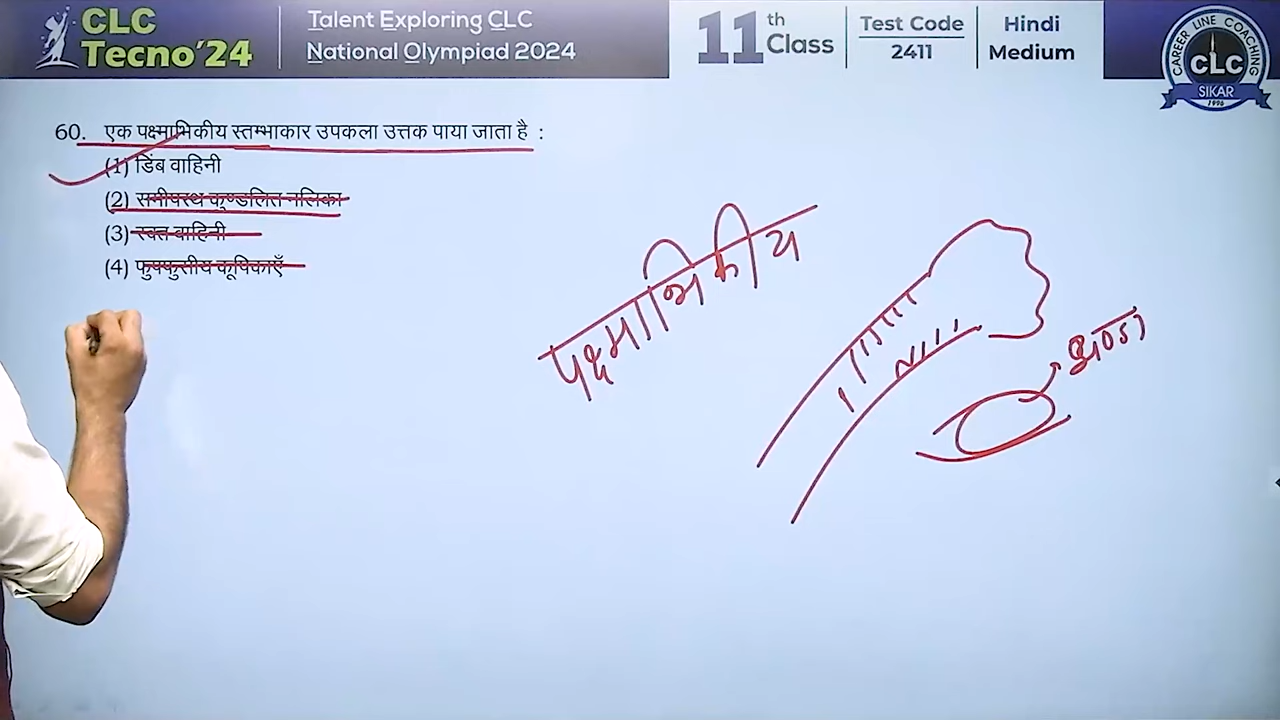 CLC
Tecno'24
Talent Exploring CLC
National Olympiad 2024
11th Class
Test Code
2411
Hindi
Medium
CAREER LINE COACHING
CLC
SIKAR
1996
60. एक पक्ष्माभिकीय स्तम्भाकार उपकला उत्तक पाया जाता है :
(1) डिंब वाहिनी
(2) समीपस्थ कुण्डलित नलिका
(3) रक्त वाहिनी
(4) फुफ्फुसीय कूपिकाएँ
पक्ष्माभिकीय
अण्डा